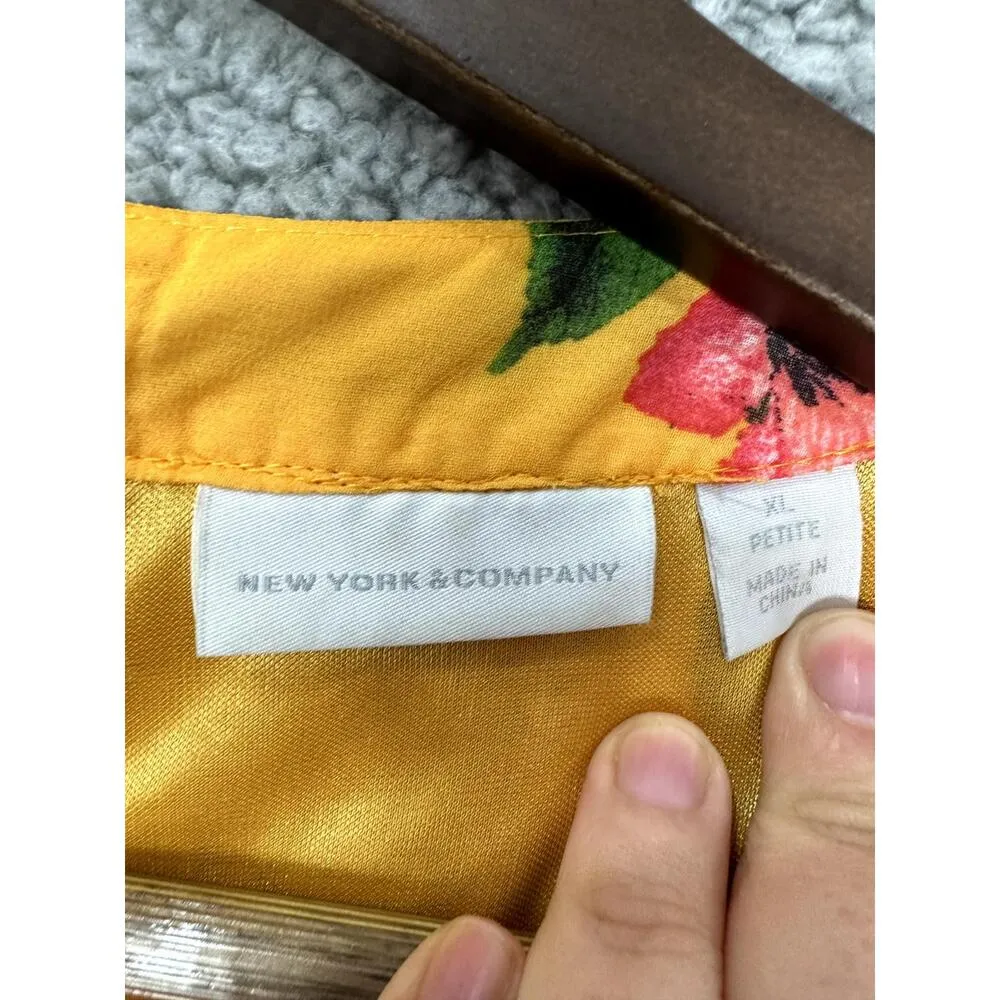 NEW YORK & COMPANY
XL
PETITE
MADE IN
CHINA